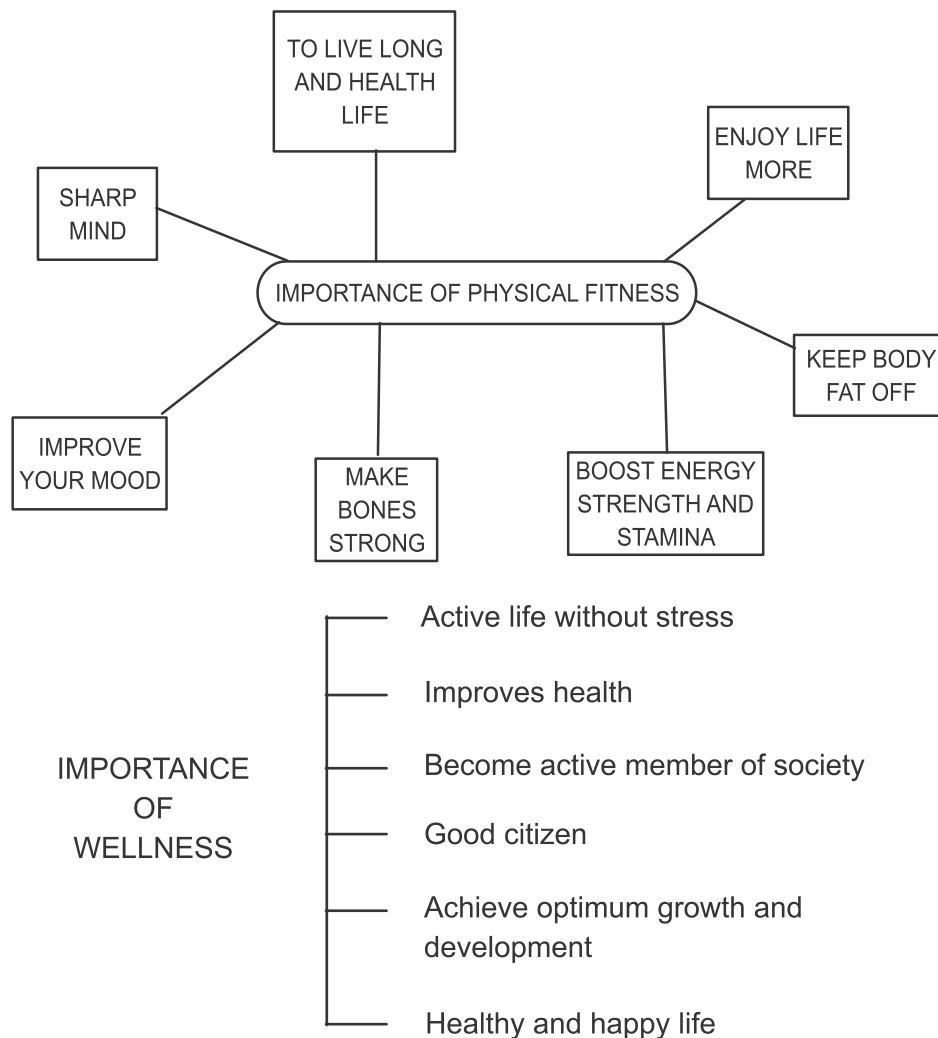 TO LIVE LONG
AND HEALTH
LIFE
ENJOY LIFE
MORE
SHARP
MIND
IMPORTANCE OF PHYSICAL FITNESS
KEEP BODY
FAT OFF
IMPROVE
YOUR MOOD
MAKE
BONES
STRONG
BOOST ENERGY
STRENGTH AND
STAMINA
IMPORTANCE
OF
WELLNESS
Active life without stress
Improves health
Become active member of society
Good citizen
Achieve optimum growth and
development
Healthy and happy life